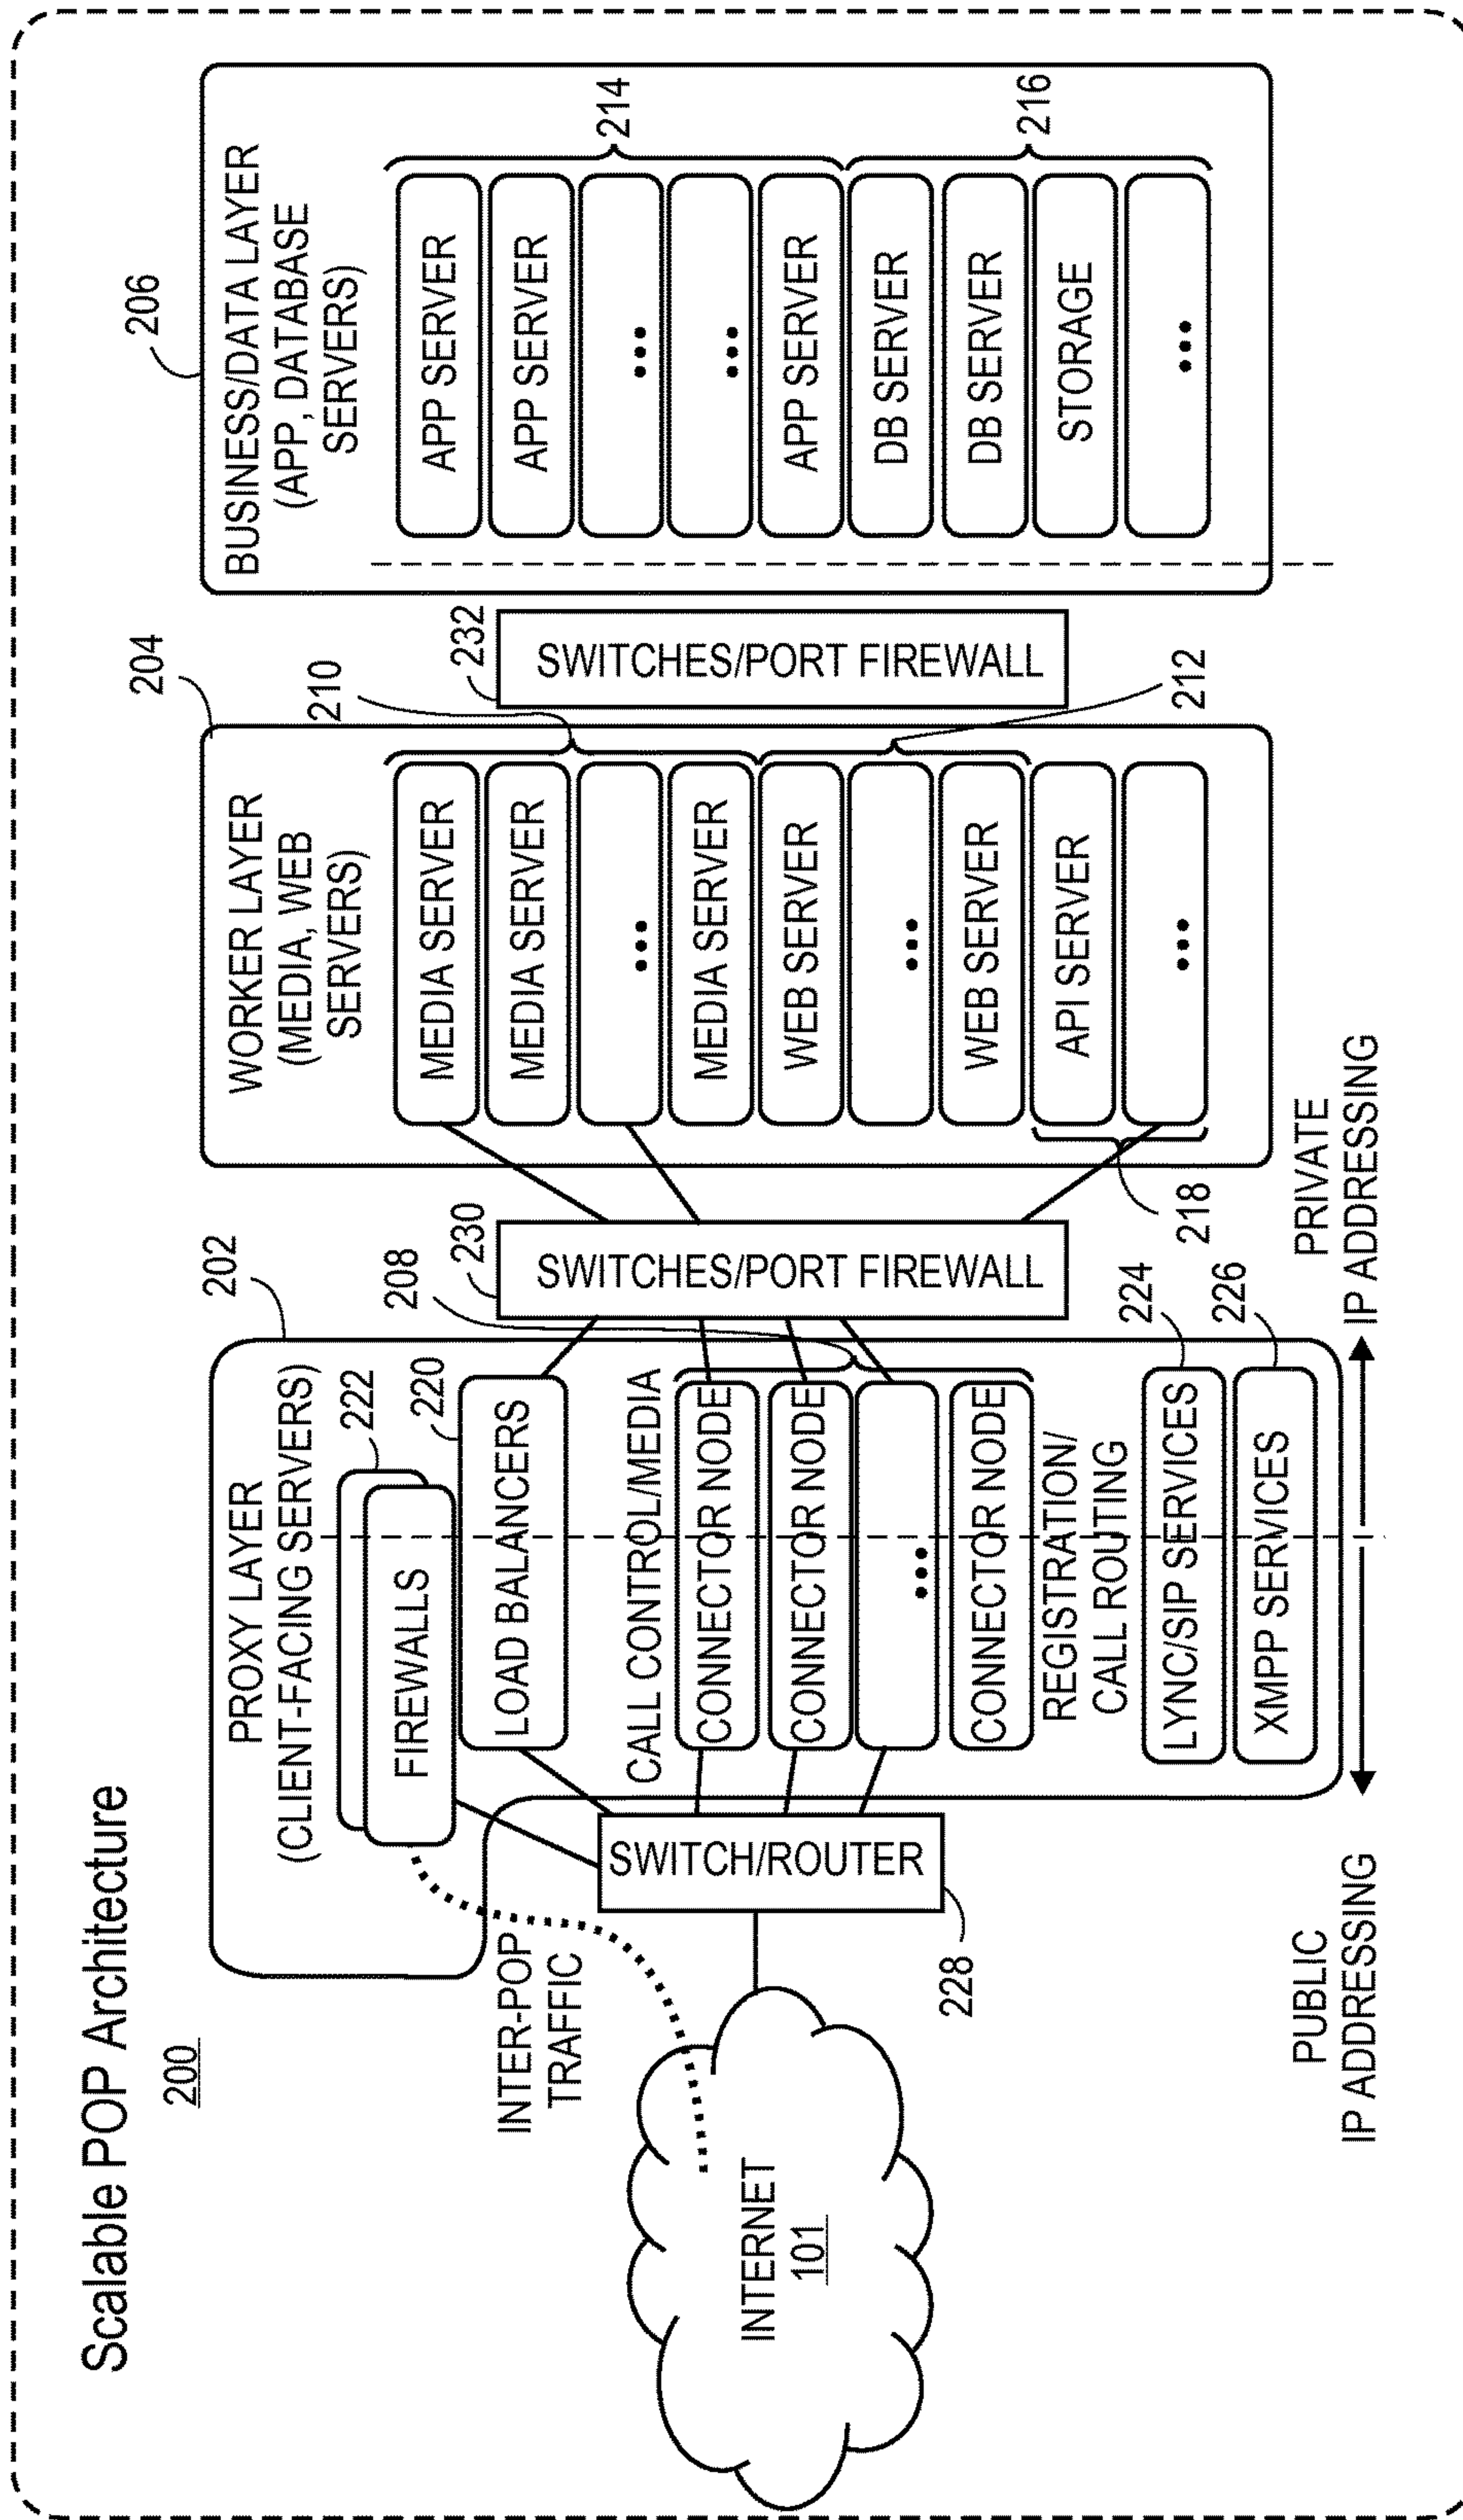 Scalable POP Architecture
200
INTERNET
101
INTER-POP
TRAFFIC
SWITCH/ROUTER
228
PUBLIC
IP ADDRESSING
PROXY LAYER
(CLIENT-FACING SERVERS)
202
222
FIREWALLS
220
LOAD BALANCERS
CALL CONTROL/MEDIA
208
CONNECTOR NODE
CONNECTOR NODE
•••
CONNECTOR NODE
REGISTRATION/
CALL ROUTING
LYNC/SIP SERVICES
224
XMPP SERVICES
226
230
SWITCHES/PORT FIREWALL
PRIVATE
IP ADDRESSING
WORKER LAYER
(MEDIA, WEB
SERVERS)
204
210
MEDIA SERVER
MEDIA SERVER
•••
MEDIA SERVER
WEB SERVER
•••
WEB SERVER
212
API SERVER
•••
218
232
SWITCHES/PORT FIREWALL
206
BUSINESS/DATA LAYER
(APP, DATABASE
SERVERS)
APP SERVER
APP SERVER
•••
•••
APP SERVER
214
DB SERVER
DB SERVER
STORAGE
•••
216